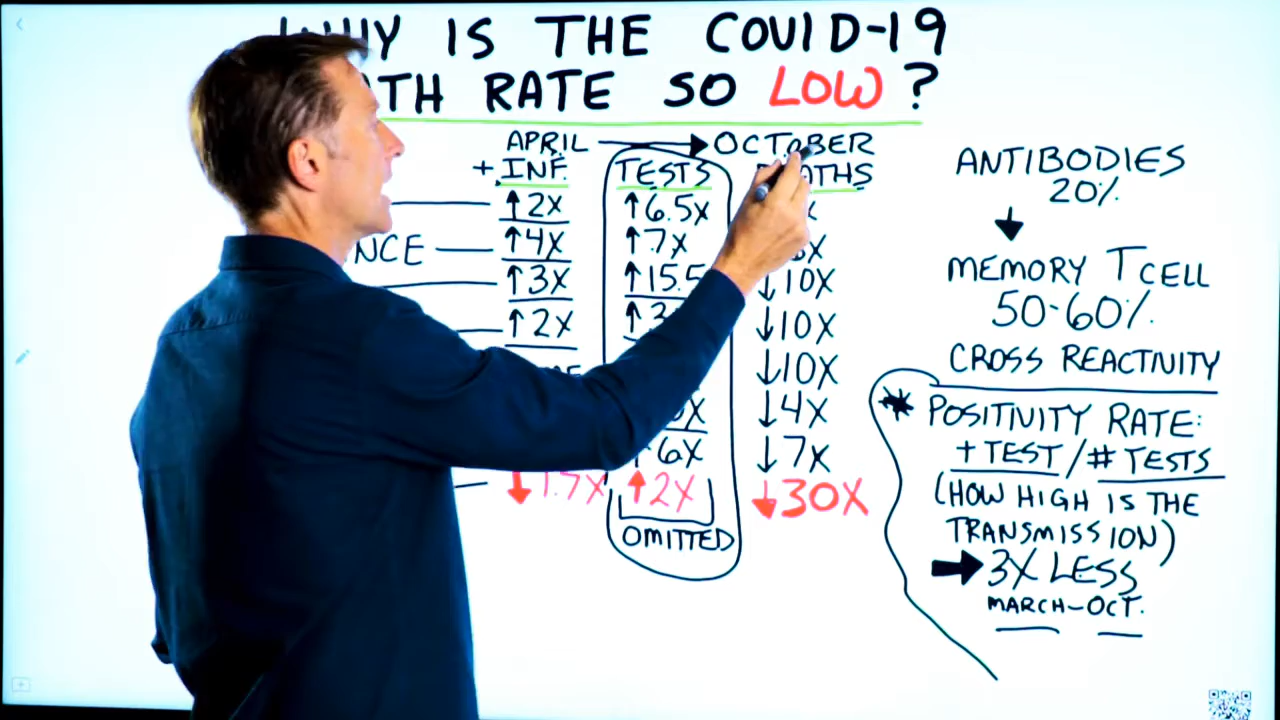 IS THE COVID-19
RATE SO LOW ?
APRIL → OCTOBER
+ INF. TESTS
↑2X ↑6.5X
↑4X ↑7X
↑3X ↓10X
↑2X ↓10X
↓10X
↓4X
↑6X ↓7X
↓1.7X ↑2X ↓30X
OMITTED
ANTIBODIES
20%
↓
MEMORY T CELL
50-60%
CROSS REACTIVITY
* POSITIVITY RATE:
+ TEST / # TESTS
(HOW HIGH IS THE
TRANSMISSION)
→ 3X LESS
MARCH-OCT.